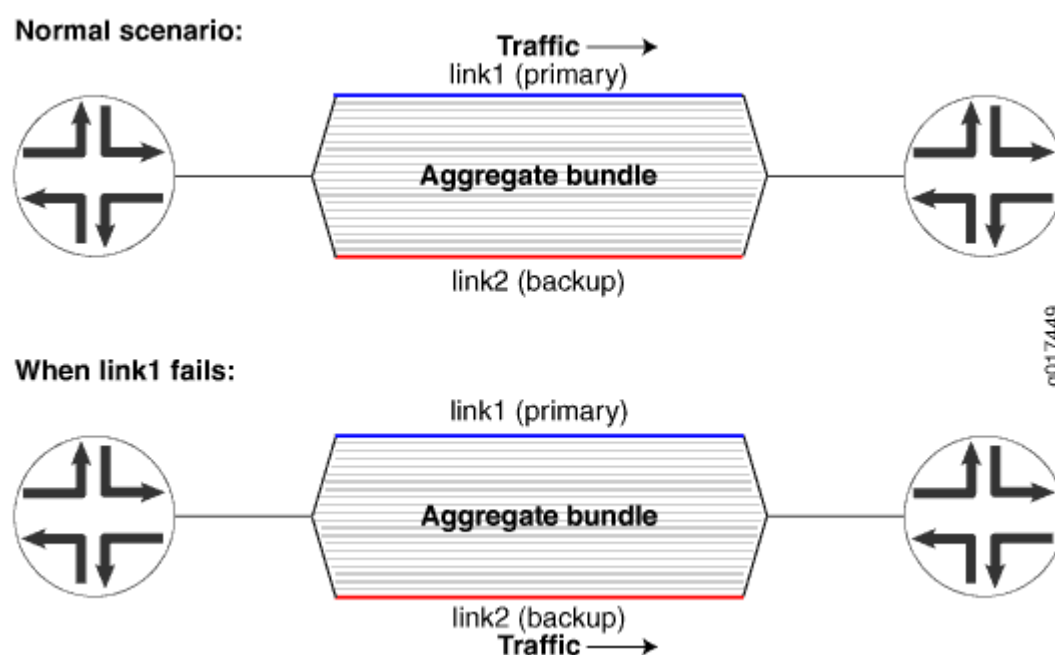 Normal scenario:
Traffic
link1 (primary)
Aggregate bundle
link2 (backup)
g017449
When link1 fails:
link1 (primary)
Aggregate bundle
link2 (backup)
Traffic